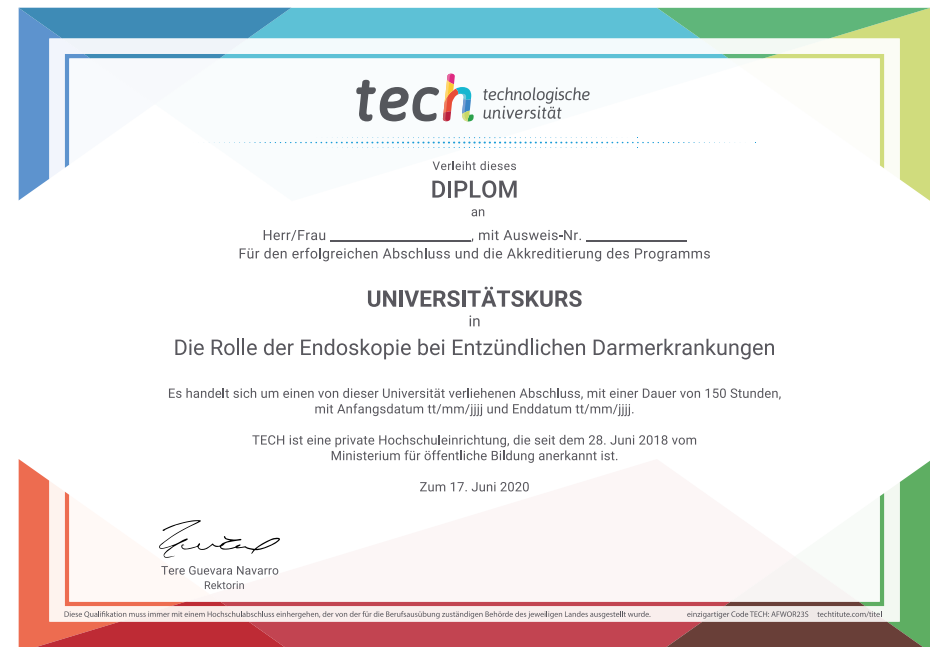 tech technologische
universität
Verleiht dieses
DIPLOM
an
Herr/Frau ____________________, mit Ausweis-Nr. ______________
Für den erfolgreichen Abschluss und die Akkreditierung des Programms
UNIVERSITÄTSKURS
in
Die Rolle der Endoskopie bei Entzündlichen Darmerkrankungen
Es handelt sich um einen von dieser Universität verliehenen Abschluss, mit einer Dauer von 150 Stunden,
mit Anfangsdatum tt/mm/jjjj und Enddatum tt/mm/jjjj.
TECH ist eine private Hochschuleinrichtung, die seit dem 28. Juni 2018 vom
Ministerium für öffentliche Bildung anerkannt ist.
Zum 17. Juni 2020
Tere Guevara Navarro
Rektorin
Diese Qualifikation muss immer mit einem Hochschulabschluss einhergehen, der von der für die Berufsausübung zuständigen Behörde des jeweiligen Landes ausgestellt wurde. einzigartiger Code TECH: AFWOR23S techtitute.com/titel